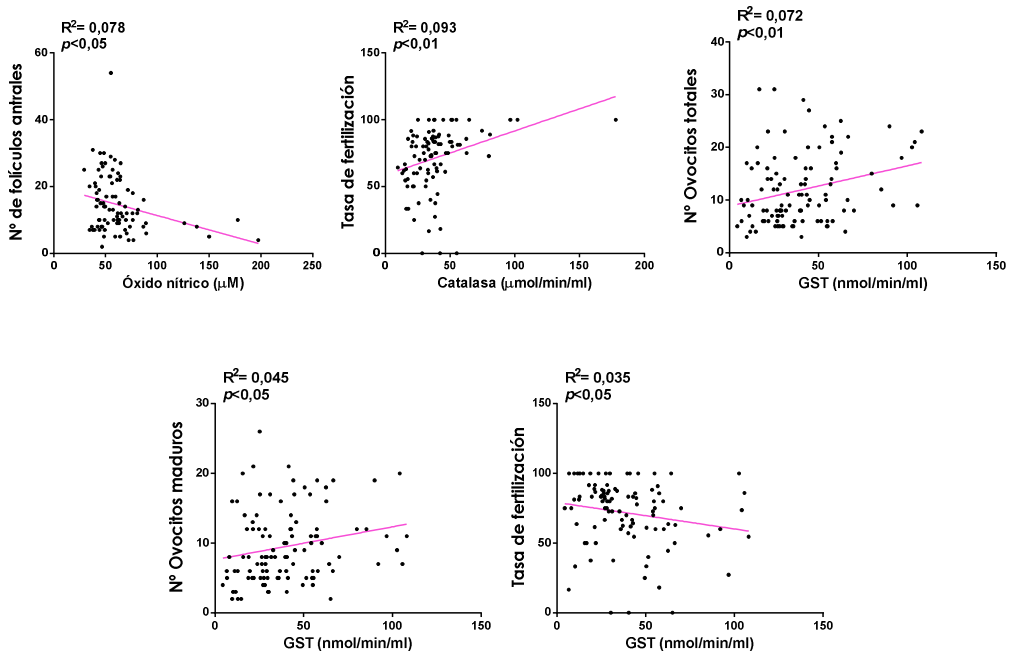 R²= 0,078
p<0,05
Nº de folículos antrales
60
40
20
0
0 50 100 150 200 250
Óxido nítrico (µM)
R²= 0,093
p<0,01
Tasa de fertilización
150
100
50
0
0 50 100 150 200
Catalasa (µmol/min/ml)
R²= 0,072
p<0,01
Nº Ovocitos totales
40
30
20
10
0
0 50 100 150
GST (nmol/min/ml)
R²= 0,045
p<0,05
Nº Ovocitos maduros
30
20
10
0
0 50 100 150
GST (nmol/min/ml)
R²= 0,035
p<0,05
Tasa de fertilización
150
100
50
0
0 50 100 150
GST (nmol/min/ml)